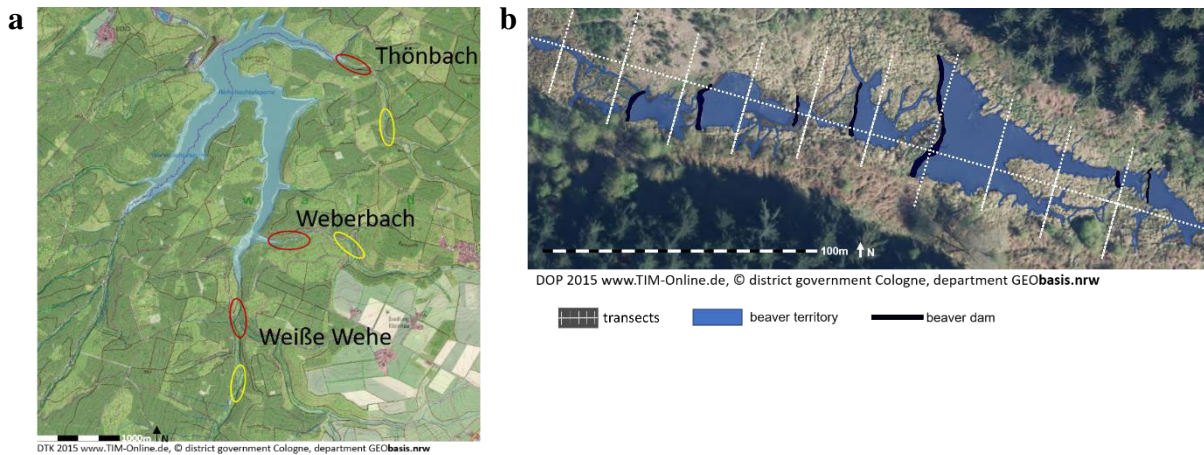 a
Thönbach
Weberbach
Weiße Wehe
1000m
N
DTK 2015 www.TIM-Online.de, © district government Cologne, department GEObasis.nrw
b
100m
N
DOP 2015 www.TIM-Online.de, © district government Cologne, department GEObasis.nrw
transects
beaver territory
beaver dam